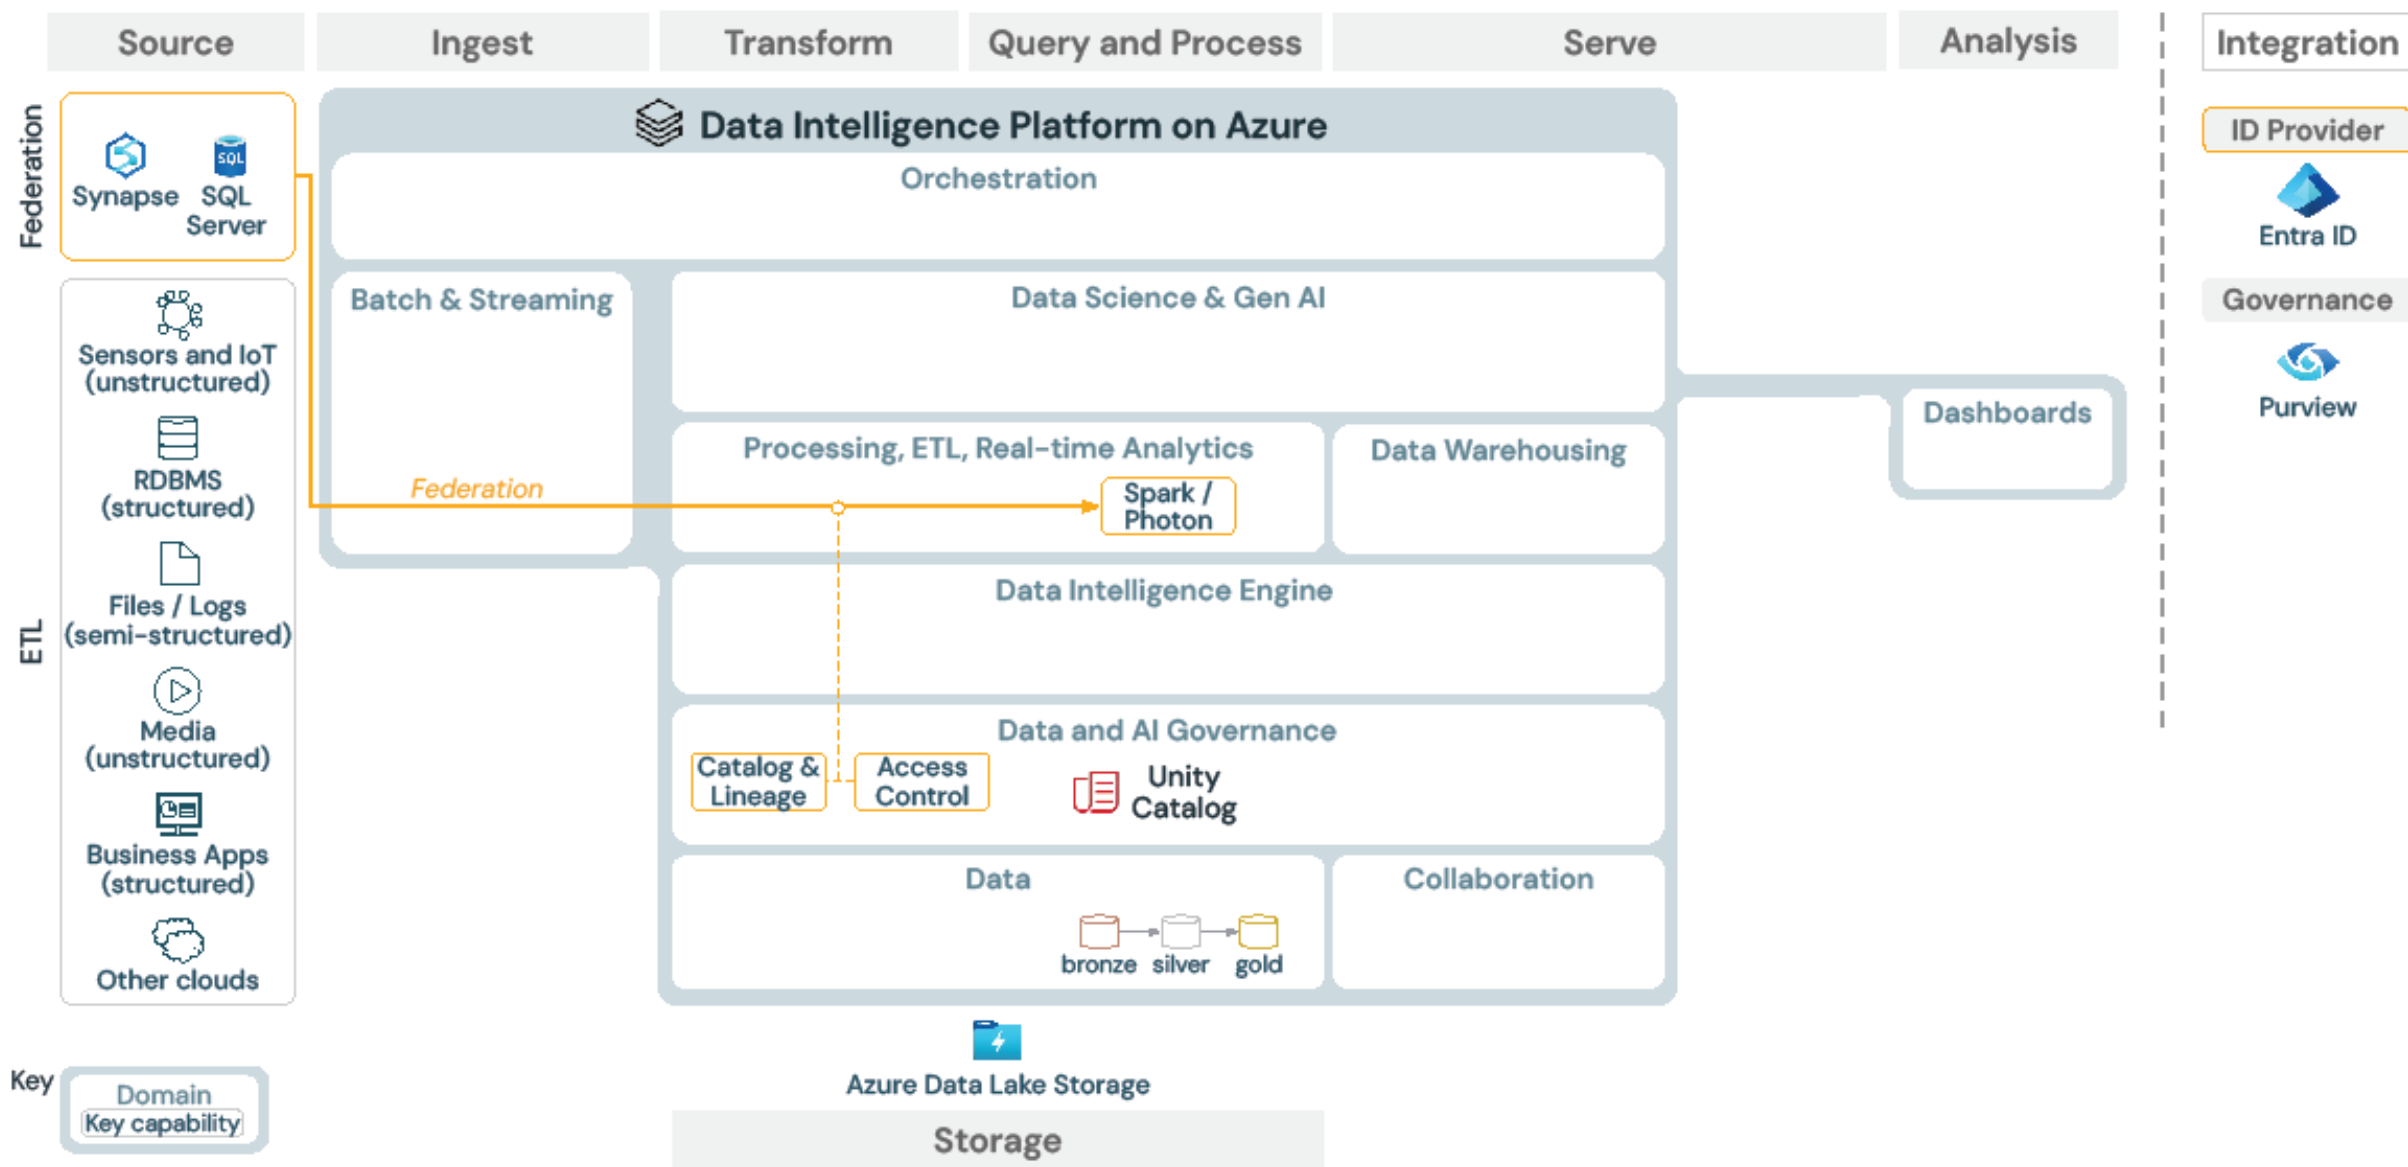 Source
Ingest
Transform
Query and Process
Serve
Analysis
Integration
Federation
Synapse
SQL
SQL
Server
Data Intelligence Platform on Azure
Orchestration
ID Provider
Entra ID
Governance
Purview
ETL
Sensors and IoT
(unstructured)
RDBMS
(structured)
Files / Logs
(semi-structured)
Media
(unstructured)
Business Apps
(structured)
Other clouds
Batch & Streaming
Data Science & Gen AI
Dashboards
Processing, ETL, Real-time Analytics
Data Warehousing
Federation
Spark /
Photon
Data Intelligence Engine
Data and AI Governance
Catalog &
Lineage
Access
Control
Unity
Catalog
Data
bronze
silver
gold
Collaboration
Azure Data Lake Storage
Storage
Key
Domain
Key capability